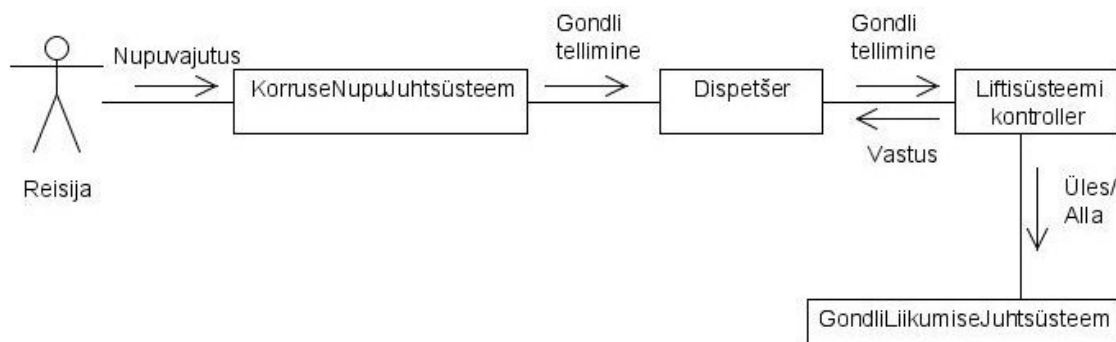 Nupuvajutus
Gondli
tellimine
Gondli
tellimine
KorruseNupuJuhtsüsteem
Dispetšer
Liftisüsteemi
kontroller
Vastus
Reisija
Üles/
Alla
GondliLiikumiseJuhtsüsteem